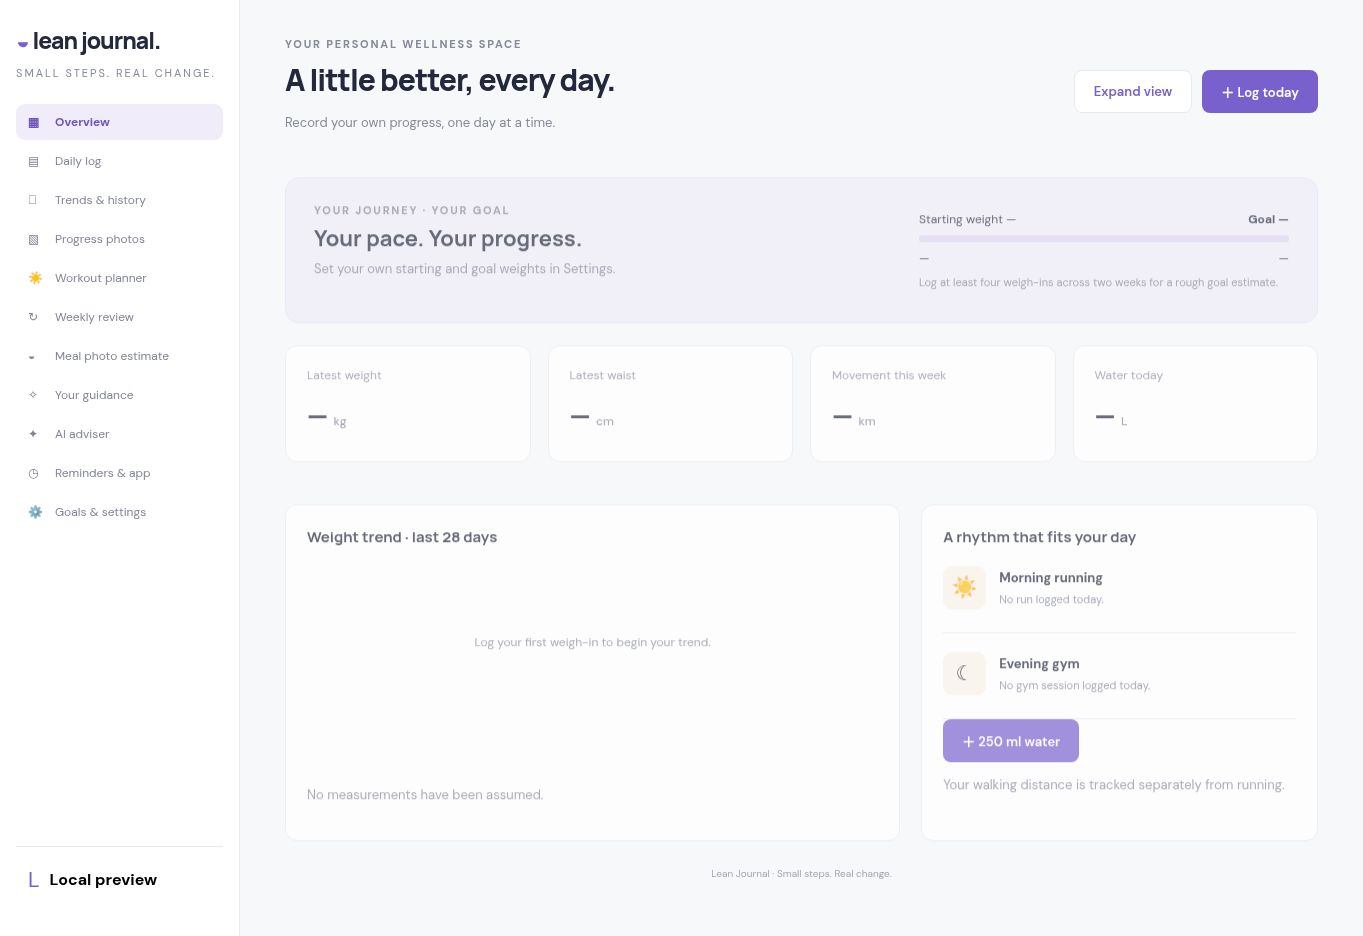 lean journal.
SMALL STEPS. REAL CHANGE.
Overview
Daily log
Trends & history
Progress photos
Workout planner
Weekly review
Meal photo estimate
Your guidance
AI adviser
Reminders & app
Goals & settings
L Local preview
YOUR PERSONAL WELLNESS SPACE
A little better, every day.
Record your own progress, one day at a time.
Expand view
+ Log today
YOUR JOURNEY · YOUR GOAL
Your pace. Your progress.
Set your own starting and goal weights in Settings.
Starting weight —
Goal —
—
—
Log at least four weigh-ins across two weeks for a rough goal estimate.
Latest weight
— kg
Latest waist
— cm
Movement this week
— km
Water today
— L
Weight trend · last 28 days
Log your first weigh-in to begin your trend.
No measurements have been assumed.
A rhythm that fits your day
Morning running
No run logged today.
Evening gym
No gym session logged today.
+ 250 ml water
Your walking distance is tracked separately from running.
Lean Journal · Small steps. Real change.